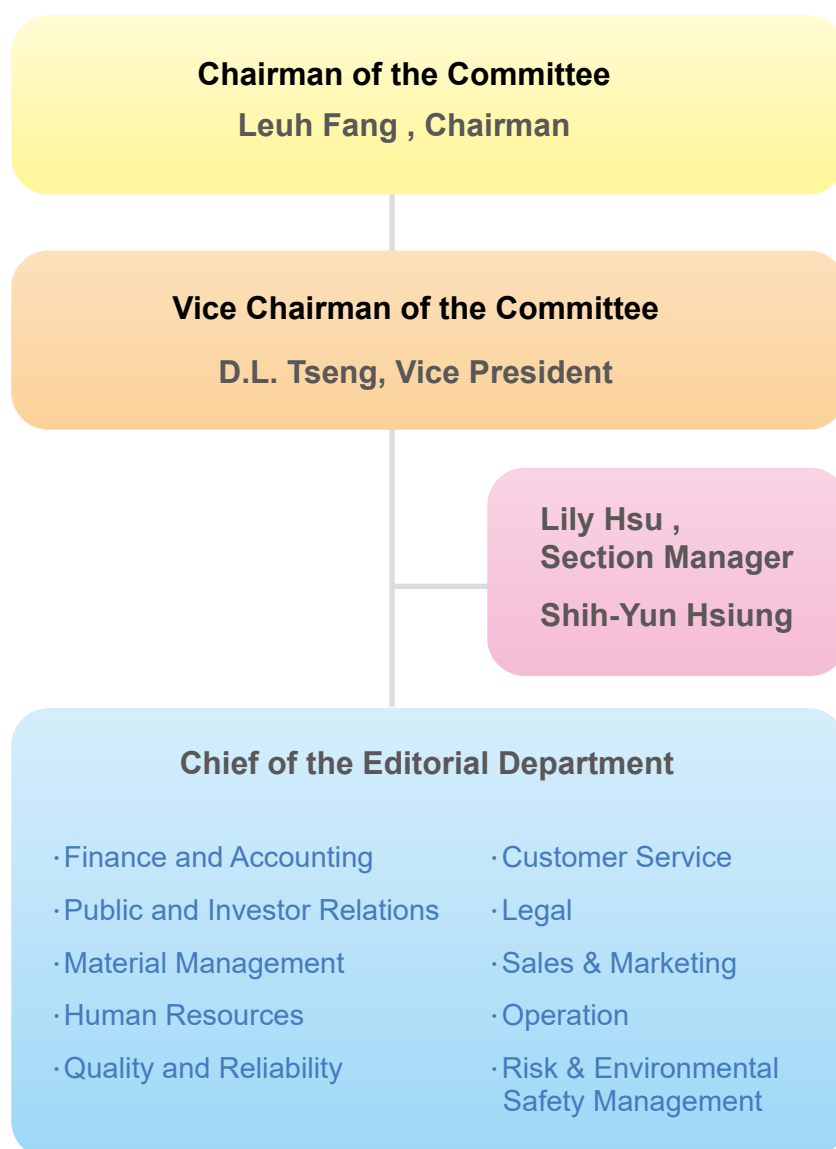 Chairman of the Committee
Leuh Fang , Chairman
Vice Chairman of the Committee
D.L. Tseng, Vice President
Lily Hsu ,
Section Manager
Shih-Yun Hsiung
Chief of the Editorial Department
·Finance and Accounting
·Public and Investor Relations
·Material Management
·Human Resources
·Quality and Reliability
·Customer Service
·Legal
·Sales & Marketing
·Operation
·Risk & Environmental
Safety Management